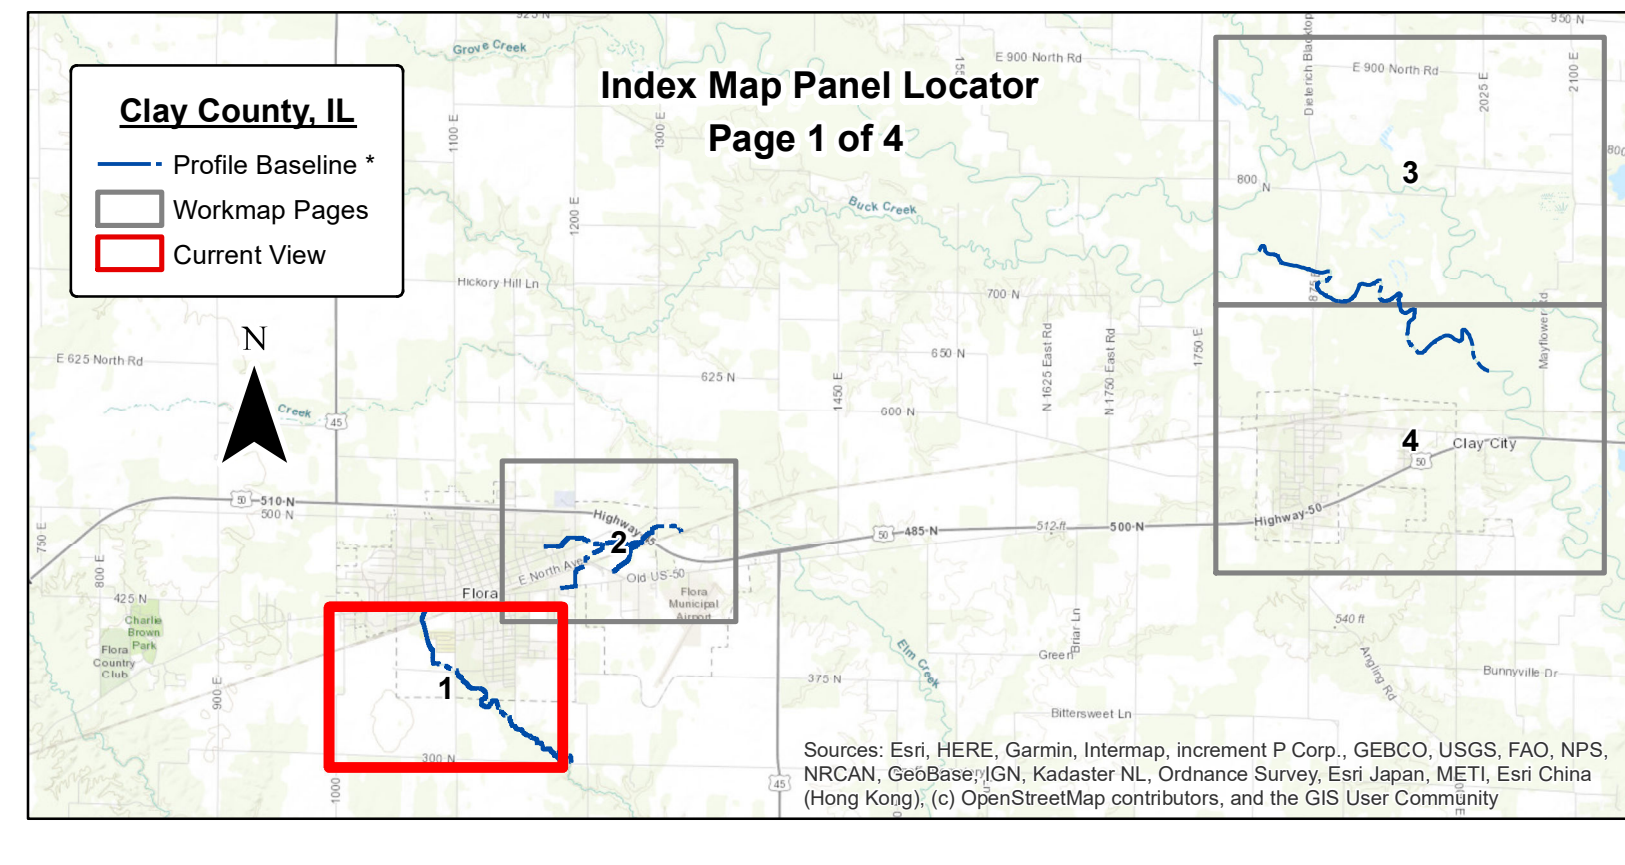 925 N
950 N
Grove Creek
E 900 North Rd
155
Dieterich Blacktop
E 900 North Rd
2025 E
2100 E
Index Map Panel Locator
Page 1 of 4
Clay County, IL
Profile Baseline *
Workmap Pages
Current View
1100 E
1300 E
1200 E
Buck Creek
800 N
3
800
Hickory Hill Ln
700 N
875 E
N
E 625 North Rd
Creek
45
625 N
650 N
600 N
1450 E
N 1625 East Rd
N 1750 East Rd
1750 E
Mayflower Rd
4
Clay City
50
Highway 50
50 510 N
500 N
750 E
800 E
Highway
2
E North Ave
Old US-50
Flora
Flora
Municipal
Airport
50 485 N
512 ft
500 N
425 N
Charlie
Brown
Park
Flora
Country
Club
900 E
1
300 N
1000
Elm Creek
375 N
Green Briar Ln
Bittersweet Ln
540 ft
Angling Rd
Bunnyville Dr
45
Sources: Esri, HERE, Garmin, Intermap, increment P Corp., GEBCO, USGS, FAO, NPS,
NRCAN, GeoBase, IGN, Kadaster NL, Ordnance Survey, Esri Japan, METI, Esri China
(Hong Kong), (c) OpenStreetMap contributors, and the GIS User Community